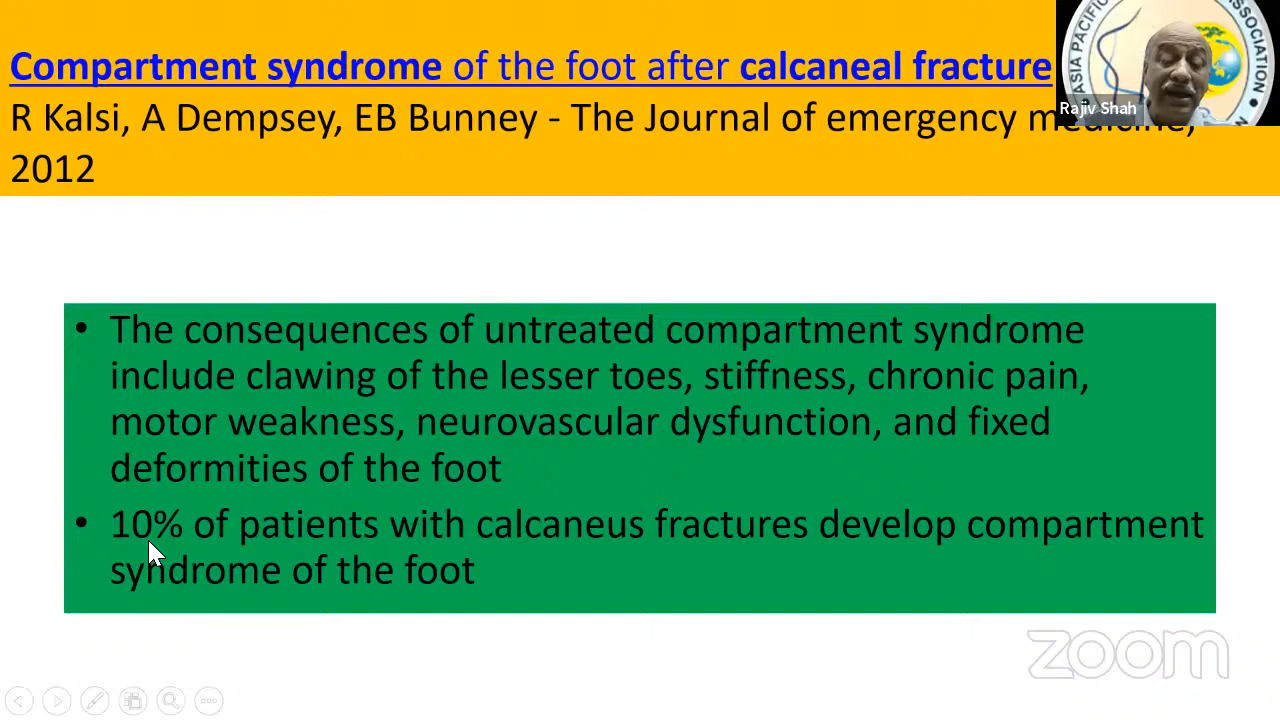 Compartment syndrome of the foot after calcaneal fracture
R Kalsi, A Dempsey, EB Bunney - The Journal of emergency medicine,
2012
ASIA PACIFIC
ASSOCIATION
Rajiv Shah
• The consequences of untreated compartment syndrome
include clawing of the lesser toes, stiffness, chronic pain,
motor weakness, neurovascular dysfunction, and fixed
deformities of the foot
• 10% of patients with calcaneus fractures develop compartment
syndrome of the foot
zoom